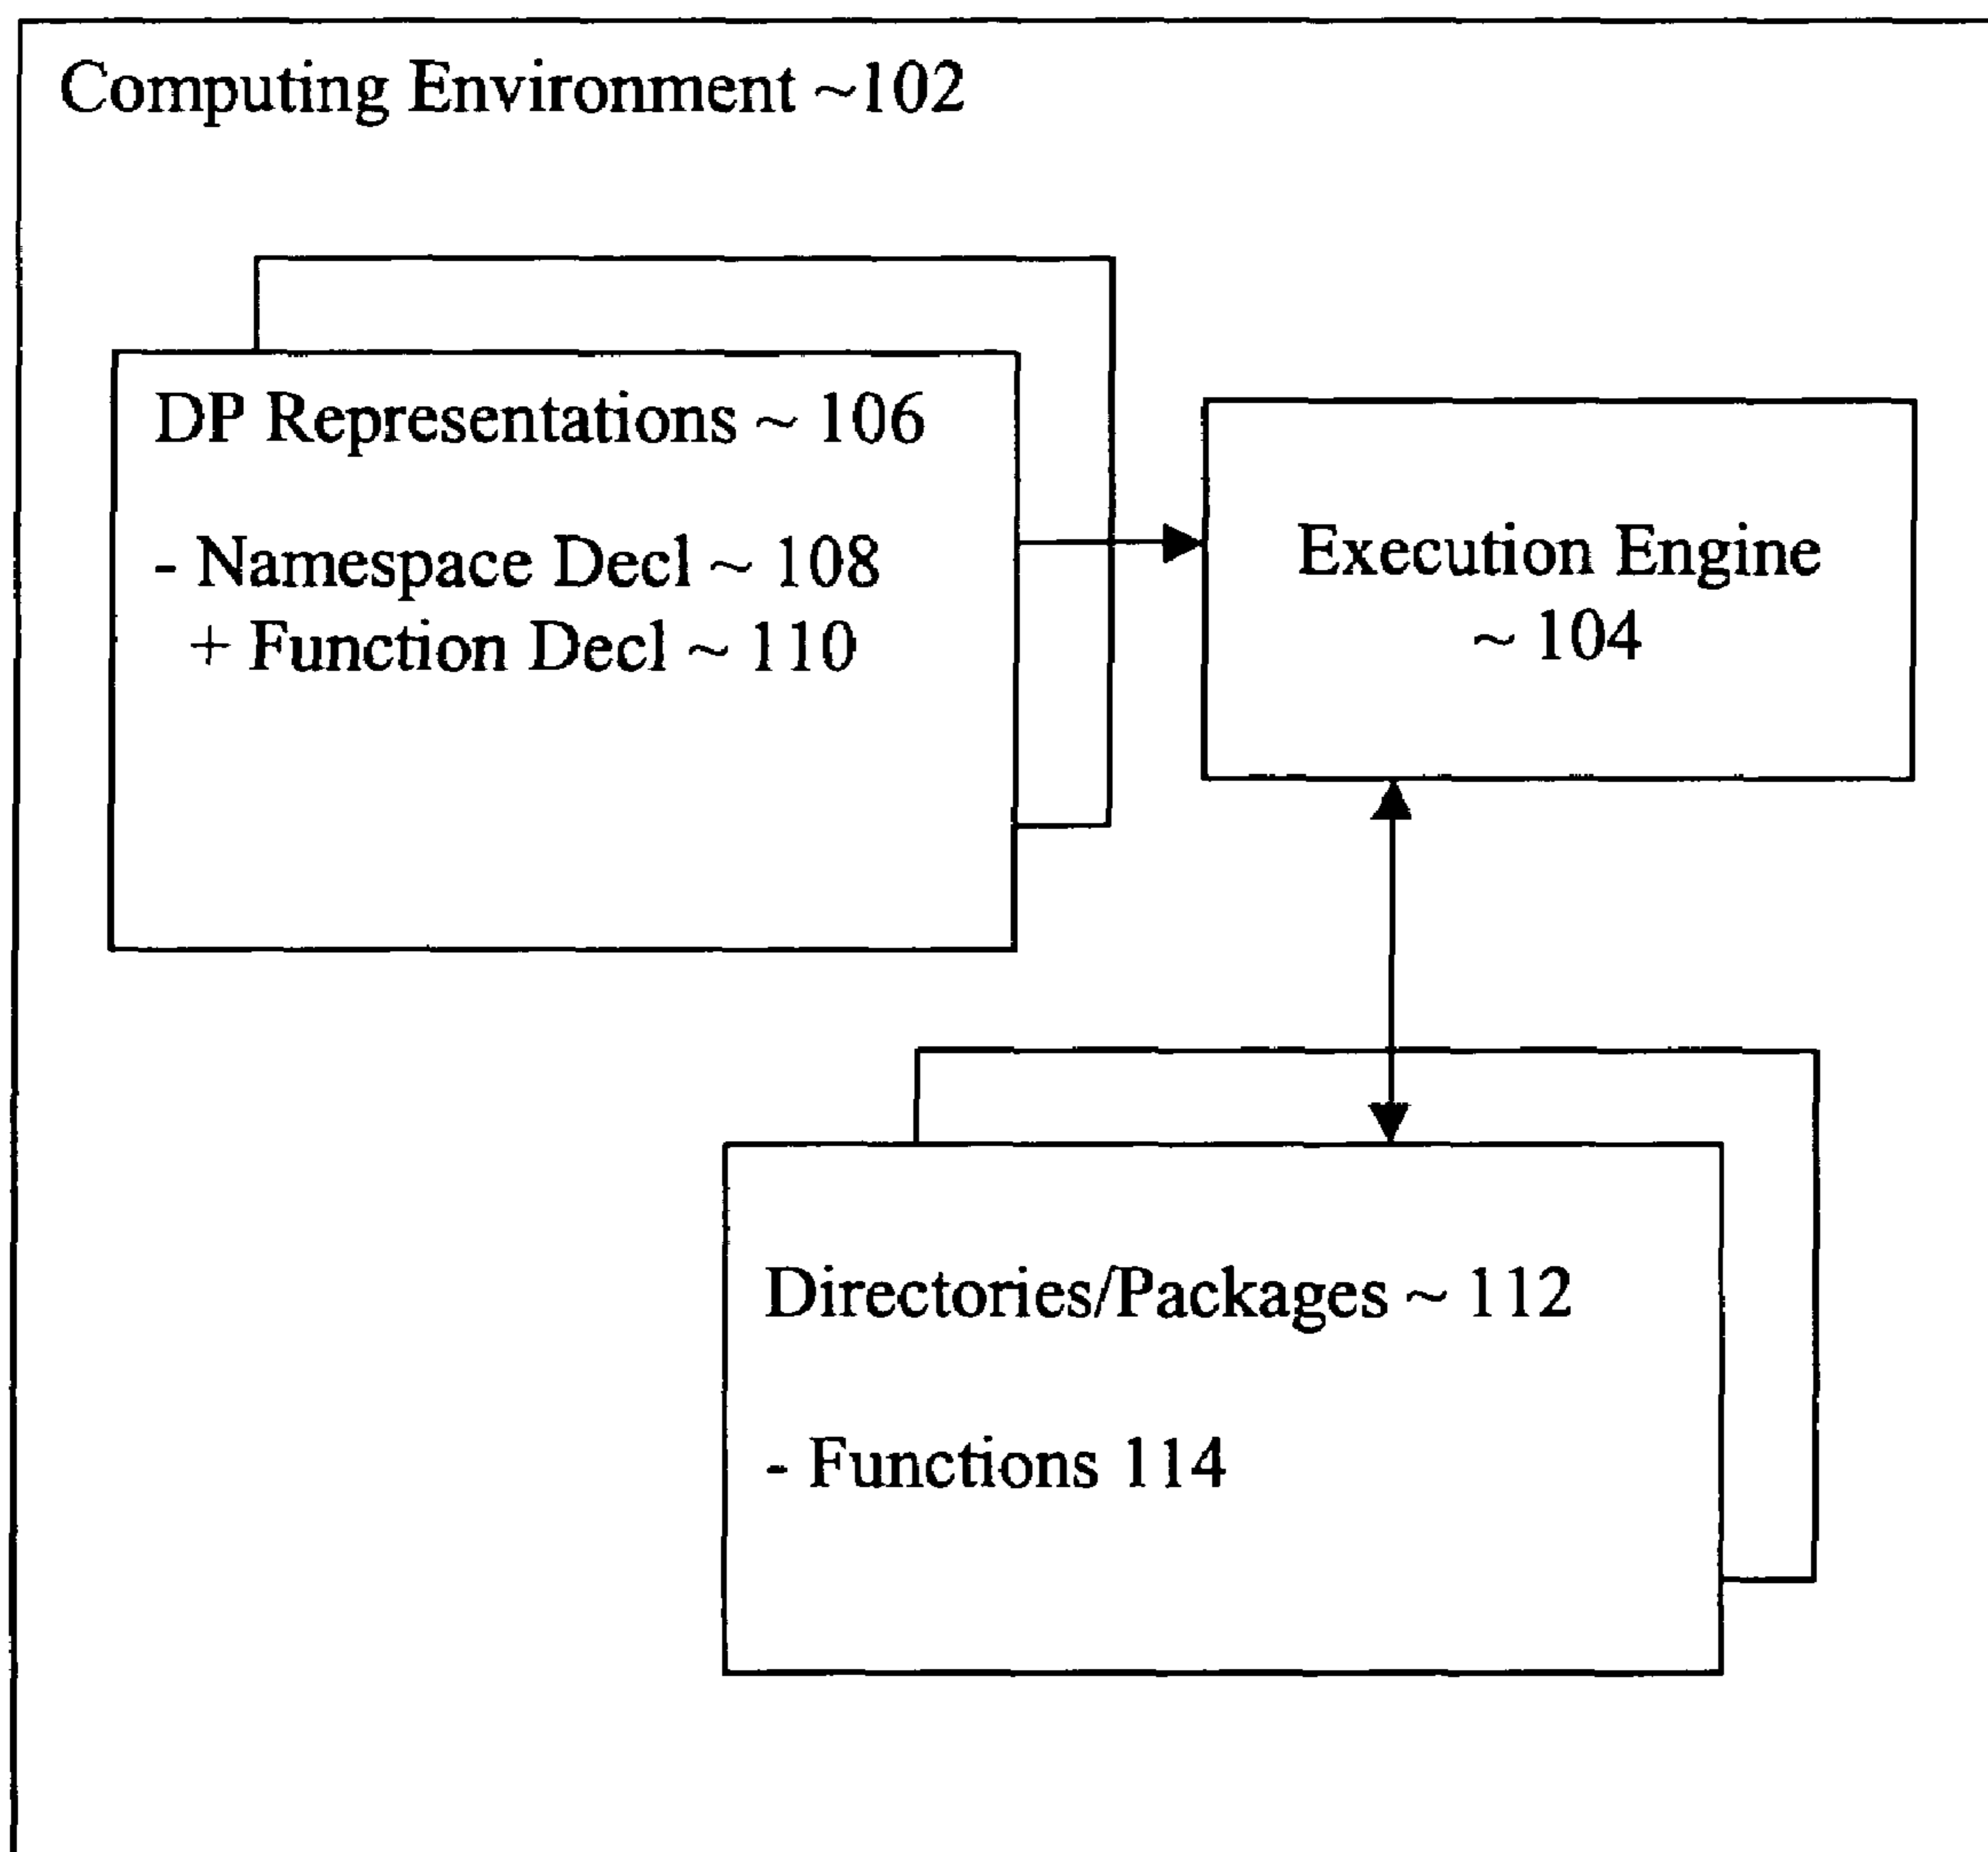 Computing Environment ~102
DP Representations ~ 106
- Namespace Decl ~ 108
+ Function Decl ~ 110
Execution Engine
~ 104
Directories/Packages ~ 112
- Functions 114